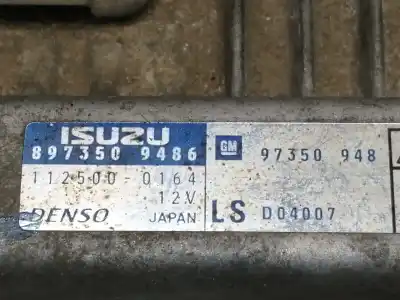 ISUZU
897350 9486
112500-0164
12V
DENSO JAPAN
GM 97350 948
LS D04007